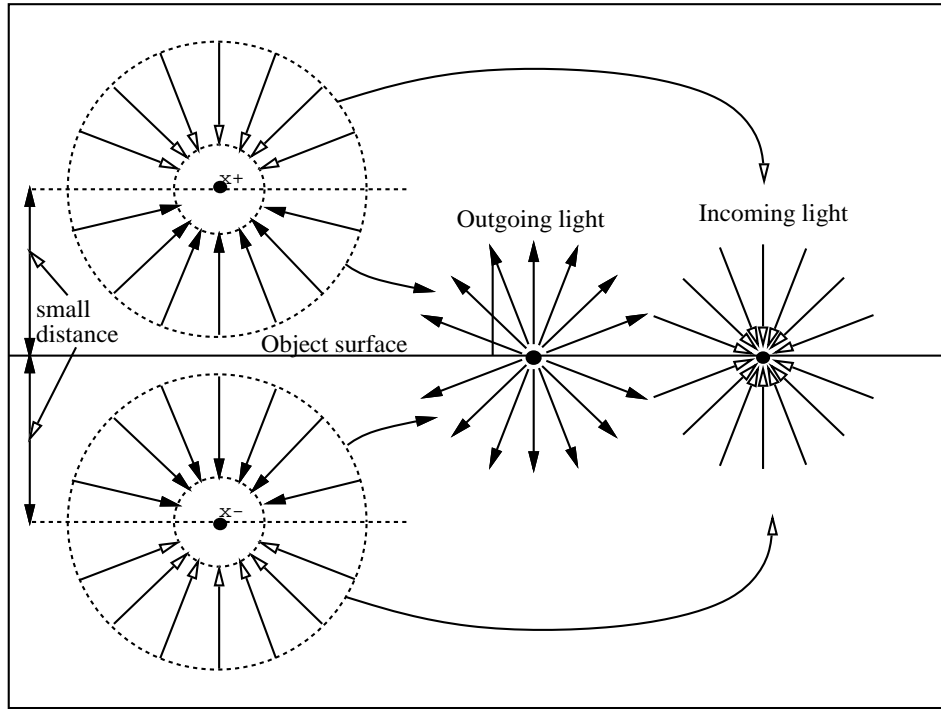 x+
Outgoing light
Incoming light
small
distance
Object surface
x-